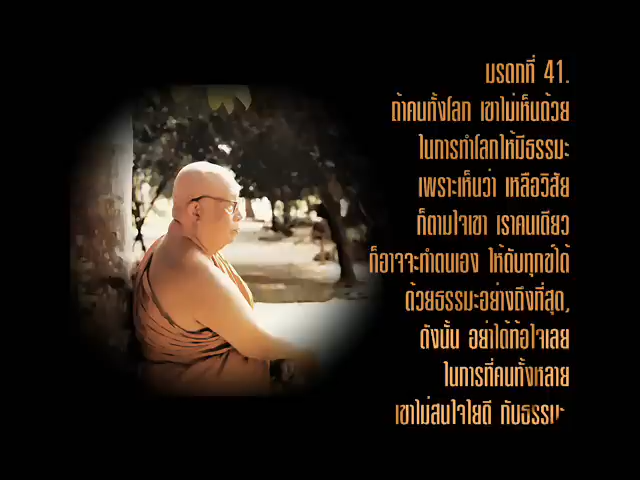 มรดกที่ 41.
ถ้าคนทั้งโลก เขาไม่เห็นด้วย
ในการทำโลกให้มีธรรมะ
เพราะเห็นว่า เหลือวิสัย
ก็ตามใจเขา เราคนเดียว
ก็อาจจะทำตนเอง ให้ดับทุกข์ได้
ด้วยธรรมะอย่างถึงที่สุด,
ดังนั้น อย่าได้ท้อใจเลย
ในการที่คนทั้งหลาย
เขาไม่สนใจไยดี กับธรรมะ